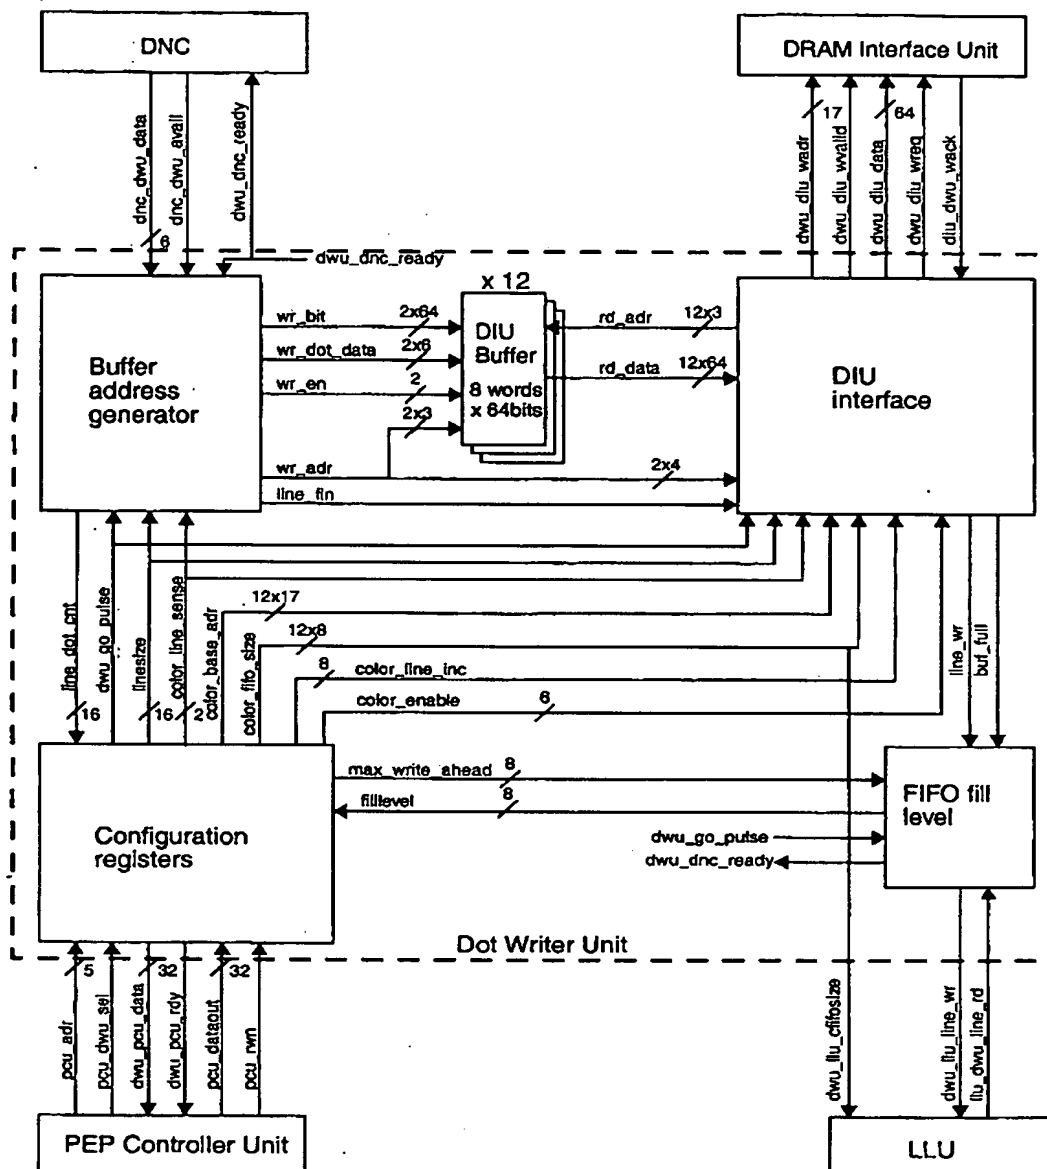 DNC
DRAM Interface Unit
dnc_dwu_data
dnc_dwu_avail
dwu_dnc_ready
6
dwu_diu_wadr
17
dwu_diu_wvalid
dwu_diu_data
64
dwu_diu_wreq
diu_dwu_wack
dwu_dnc_ready
x 12
Buffer
address
generator
wr_bit
2x64
wr_dot_data
2x6
wr_en
2
2x3
wr_adr
2x4
line_fin
DIU
Buffer
8 words
x 64bits
rd_adr
12x3
rd_data
12x64
DIU
interface
line_dot_cnt
16
dwu_go_pulse
linesize
16
color_line_sense
2
color_base_adr
12x17
color_fifo_size
12x8
8
color_line_inc
color_enable
6
line_wr
buf_full
Configuration
registers
max_write_ahead
8
filllevel
8
dwu_go_pulse
dwu_dnc_ready
FIFO fill
level
Dot Writer Unit
pcu_adr
5
pcu_dwu_sel
dwu_pcu_data
32
dwu_pcu_rdy
pcu_dataout
32
pcu_rwn
dwu_llu_cfifosize
dwu_llu_line_wr
llu_dwu_line_rd
PEP Controller Unit
LLU